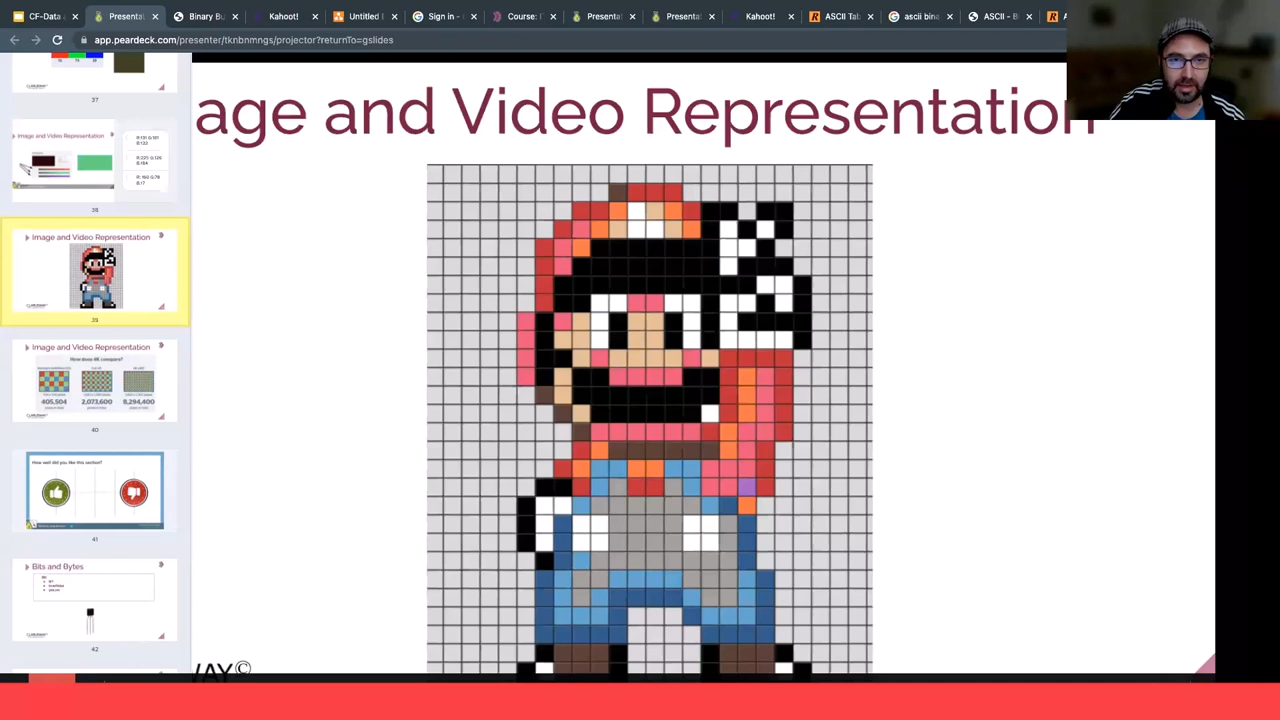 CF-Data a
Presentat
Binary Bu
Kahoot!
Untitled D
Sign in -
Course: I
Presentat
Presentat
Kahoot!
ASCII Tab
ascii bina
ASCII - B
app.peardeck.com/presenter/tknbnmngs/projector?returnTo=gslides
37
Image and Video Representation
38
Image and Video Representation
39
Image and Video Representation
How does 4K compare?
405,504
2,073,600
8,294,400
40
How well did you like this section?
41
Bits and Bytes
42
age and Video Representation
WAY©